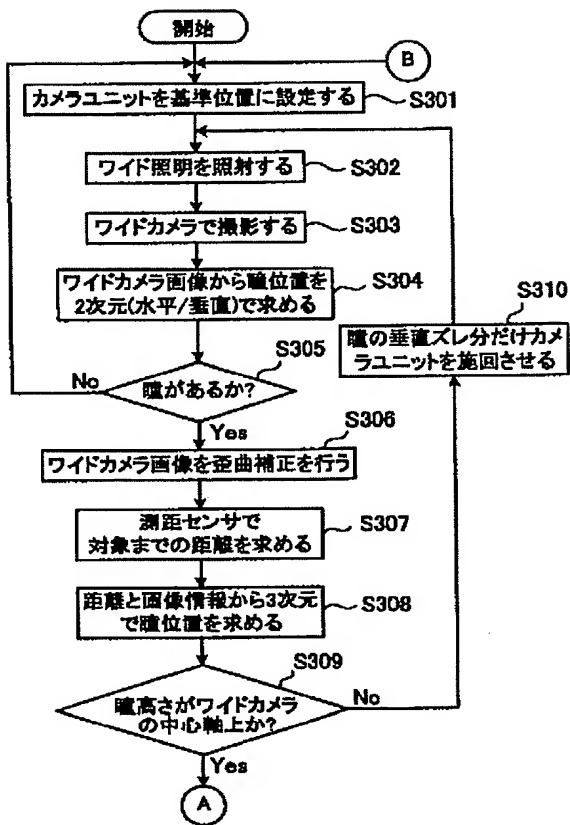 開始
B
カメラユニットを基準位置に設定する
S301
ワイド照明を照射する
S302
ワイドカメラで撮影する
S303
ワイドカメラ画像から瞳位置を
2次元(水平/垂直)で求める
S304
S310
瞳の垂直ズレ分だけカメ
ラユニットを施回させる
S305
No
瞳があるか?
Yes
S306
ワイドカメラ画像を歪曲補正を行う
測距センサで
対象までの距離を求める
S307
距離と画像情報から3次元
で瞳位置を求める
S308
S309
瞳高さがワイドカメラ
の中心軸上か?
No
Yes
A